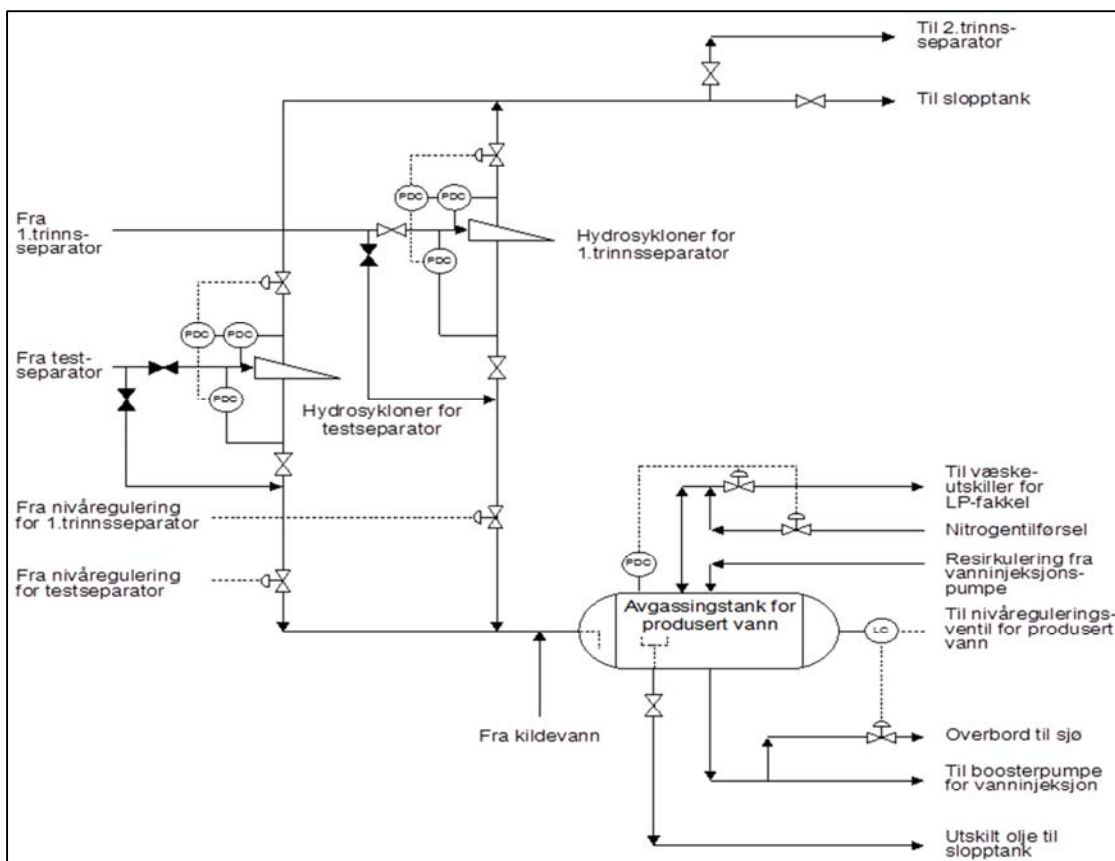 Til 2.trinns-
separator
Til slopptank
PDC
PDC
Fra
1.trinns-
separator
Hydrosykloner for
1.trinnsseparator
PDC
PDC
PDC
Fra test-
separator
PDC
Hydrosykloner for
testseparator
Til væske-
utskiller for
LP-fakkel
Fra nivåregulering
for 1.trinnsseparator
Nitrogentilførsel
PDC
Resirkulering fra
vanninjeksjons-
pumpe
Fra nivåregulering
for testseparator
Avgassingstank for
produsert vann
Til nivåregulerings-
ventil for produsert
vann
LC
Fra kildevann
Overbord til sjø
Til boosterpumpe
for vanninjeksjon
Utskilt olje til
slopptank